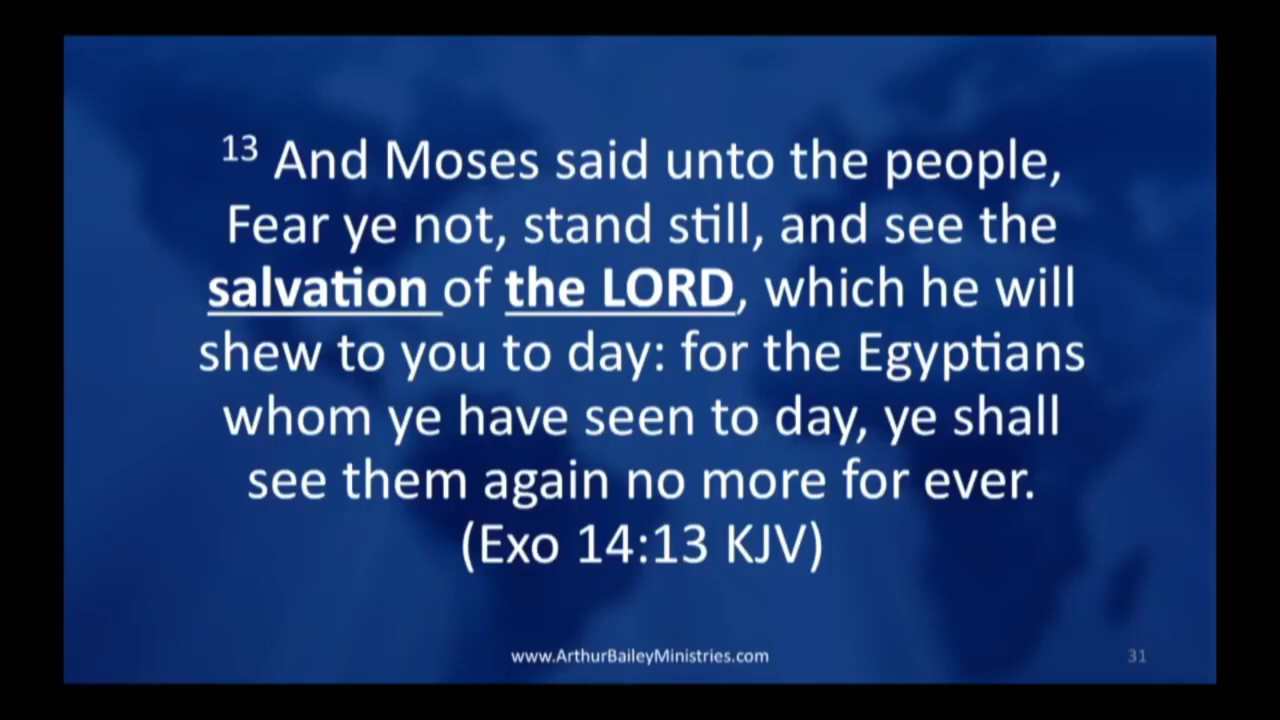 13 And Moses said unto the people,
Fear ye not, stand still, and see the
salvation of the LORD, which he will
shew to you to day: for the Egyptians
whom ye have seen to day, ye shall
see them again no more for ever.
(Exo 14:13 KJV)
www.ArthurBaileyMinistries.com
31